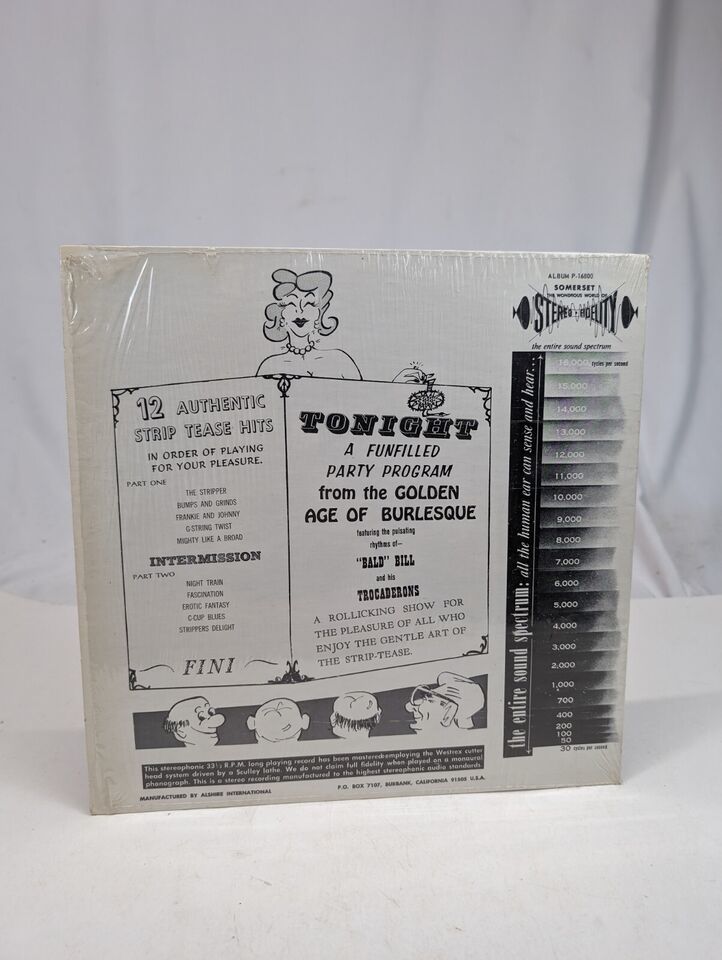 ALBUM P-16800
SOMERSET
THE WONDROUS WORLD OF
STEREO-FIDELITY
the entire sound spectrum
12 AUTHENTIC
STRIP TEASE HITS
IN ORDER OF PLAYING
FOR YOUR PLEASURE.
PART ONE
THE STRIPPER
BUMPS AND GRINDS
FRANKIE AND JOHNNY
G-STRING TWIST
MIGHTY LIKE A BROAD
INTERMISSION
PART TWO
NIGHT TRAIN
FASCINATION
EROTIC FANTASY
C-CUP BLUES
STRIPPERS DELIGHT
FINI
TONIGHT
A FUNFILLED
PARTY PROGRAM
from the GOLDEN
AGE OF BURLESQUE
featuring the pulsating
rhythms of—
"BALD" BILL
and his
TROCADERONS
A ROLLICKING SHOW FOR
THE PLEASURE OF ALL WHO
ENJOY THE GENTLE ART OF
THE STRIP-TEASE.
the entire sound spectrum: all the human ear can sense and hear...
16,000 cycles per second
15,000
14,000
13,000
12,000
11,000
10,000
9,000
8,000
7,000
6,000
5,000
4,000
3,000
2,000
1,000
700
400
200
100
50
30 cycles per second
This stereophonic 33⅓ R.P.M. long playing record has been mastered employing the Westrex cutter
head system driven by a Sculley lathe. We do not claim full fidelity when played on a monaural
phonograph. This is a stereo recording manufactured to the highest stereophonic audio standards.
MANUFACTURED BY ALSHIRE INTERNATIONAL
P.O. BOX 7107, BURBANK, CALIFORNIA 91505 U.S.A.